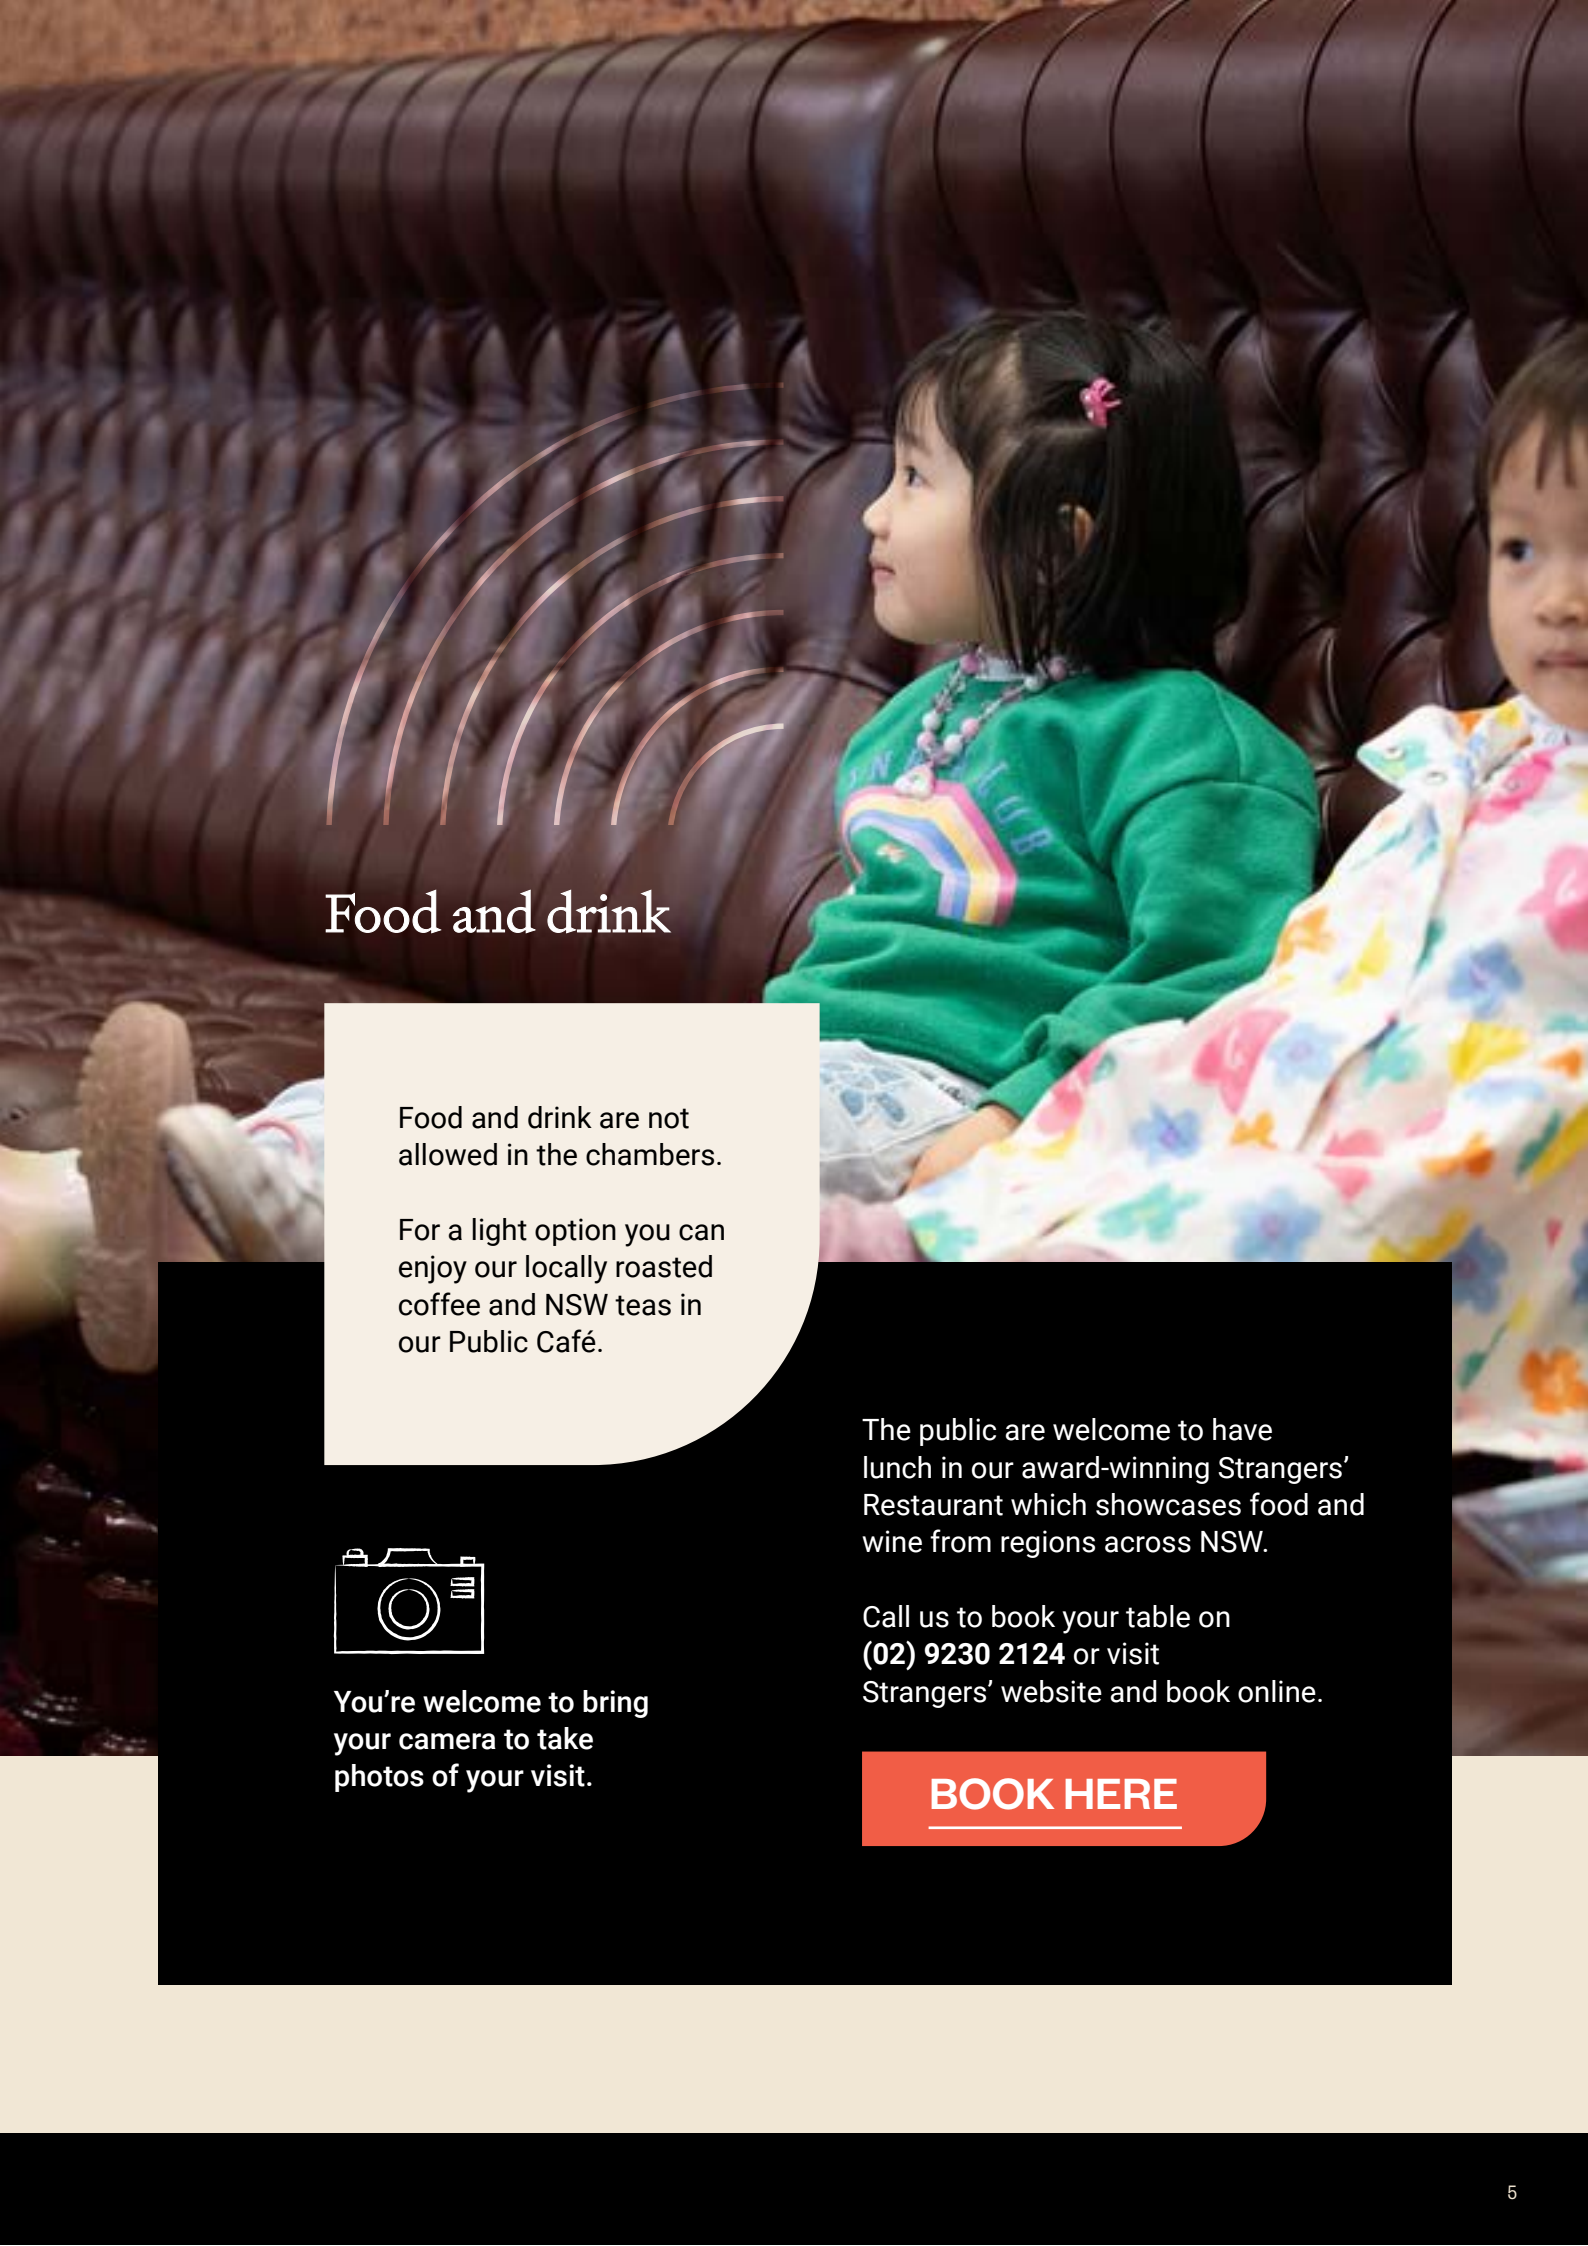 Food and drink
Food and drink are not
allowed in the chambers.
For a light option you can
enjoy our locally roasted
coffee and NSW teas in
our Public Café.
You’re welcome to bring
your camera to take
photos of your visit.
The public are welcome to have
lunch in our award-winning Strangers’
Restaurant which showcases food and
wine from regions across NSW.
Call us to book your table on
(02) 9230 2124 or visit
Strangers’ website and book online.
BOOK HERE
5